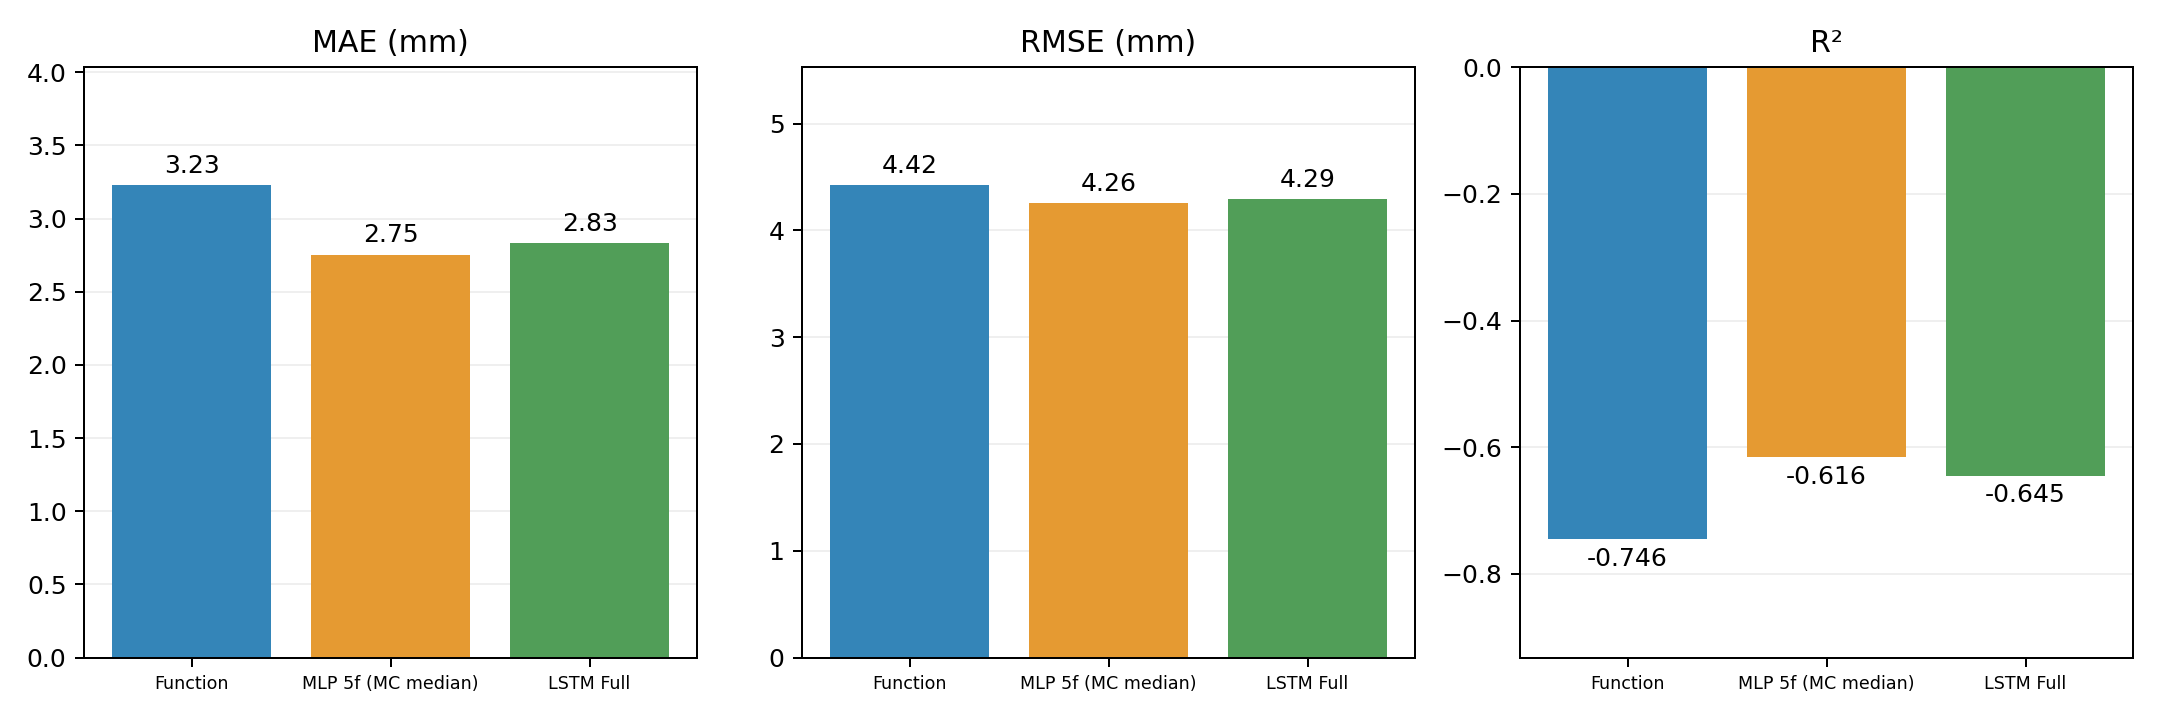 MAE (mm)
4.0
3.5
3.0
2.5
2.0
1.5
1.0
0.5
0.0
3.23
2.75
2.83
Function
MLP 5f (MC median)
LSTM Full
RMSE (mm)
5
4
3
2
1
0
4.42
4.26
4.29
Function
MLP 5f (MC median)
LSTM Full
R²
0.0
−0.2
−0.4
−0.6
−0.8
-0.746
-0.616
-0.645
Function
MLP 5f (MC median)
LSTM Full